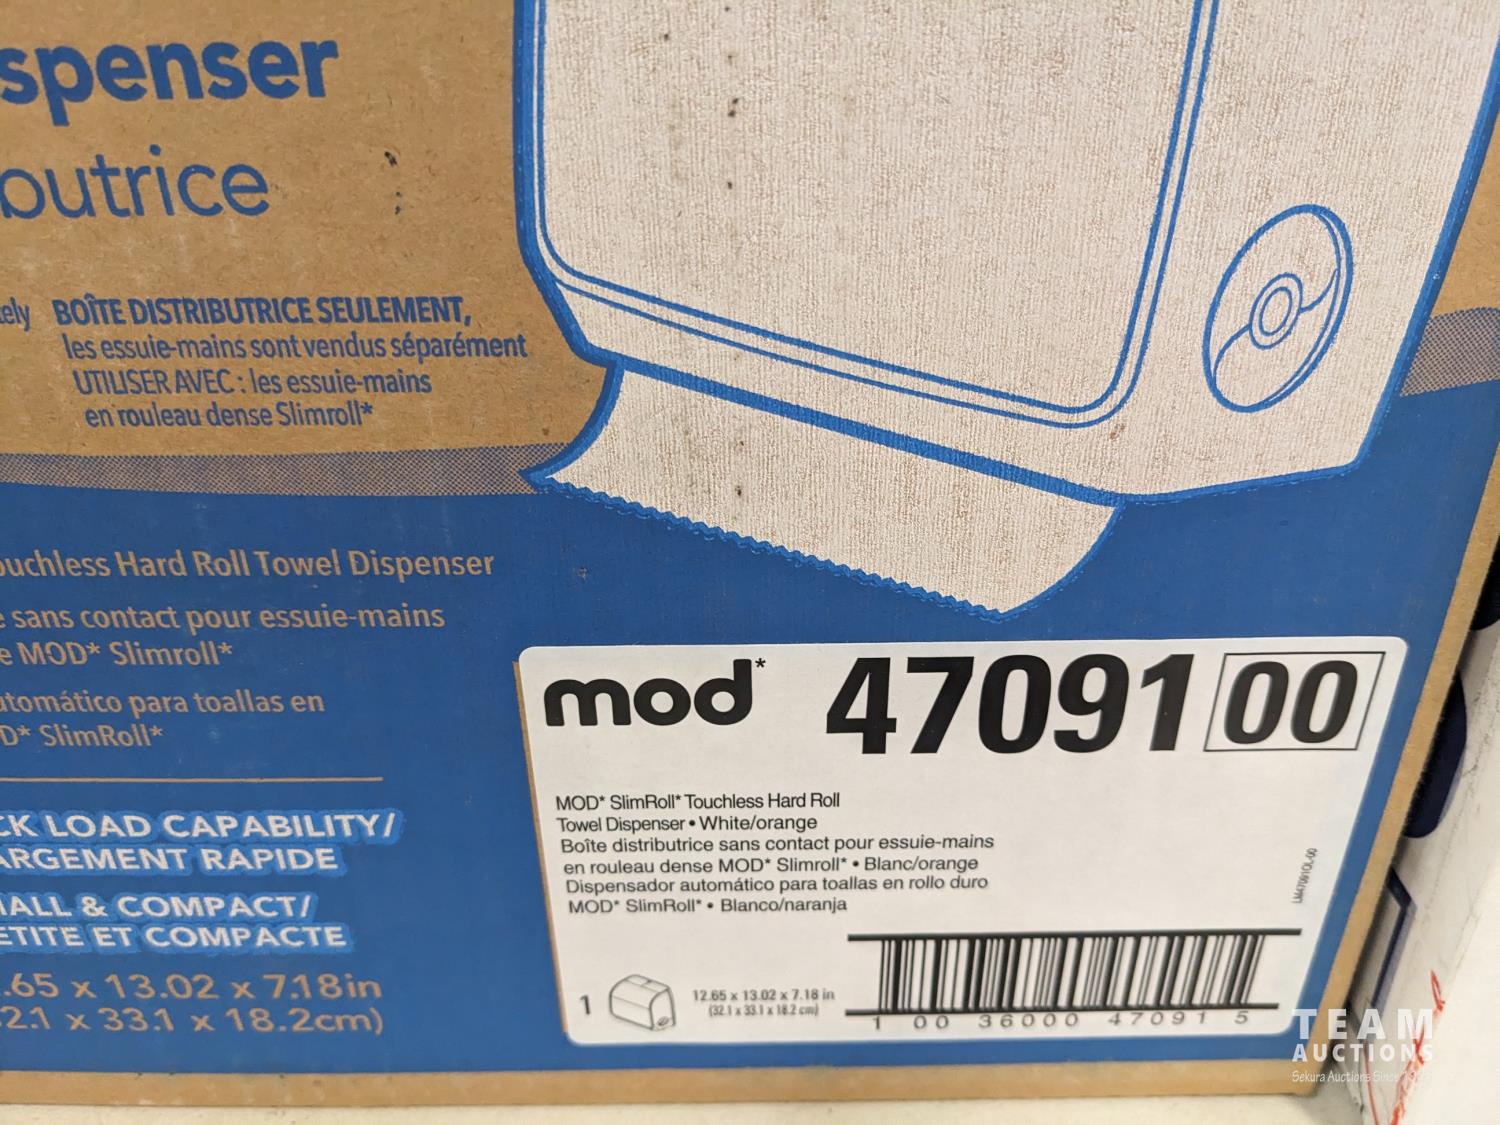 spenser
butrice
tely
BOÎTE DISTRIBUTRICE SEULEMENT,
les essuie-mains sont vendus séparément
UTILISER AVEC : les essuie-mains
en rouleau dense Slimroll*
ouchless Hard Roll Towel Dispenser
e sans contact pour essuie-mains
e MOD* Slimroll*
utomático para toallas en
D* SlimRoll*
CK LOAD CAPABILITY/
ARGEMENT RAPIDE
ALL & COMPACT/
ETITE ET COMPACTE
.65 x 13.02 x 7.18in
2.1 x 33.1 x 18.2cm)
mod* 47091 00
MOD* SlimRoll* Touchless Hard Roll
Towel Dispenser • White/orange
Boîte distributrice sans contact pour essuie-mains
en rouleau dense MOD* Slimroll* • Blanc/orange
Dispensador automático para toallas en rollo duro
MOD* SlimRoll* • Blanco/naranja
1
12.65 x 13.02 x 7.18 in
(32.1 x 33.1 x 18.2 cm)
1 00 36000 47091 5
TEAM
AUCTIONS
Sekura Auctions Since